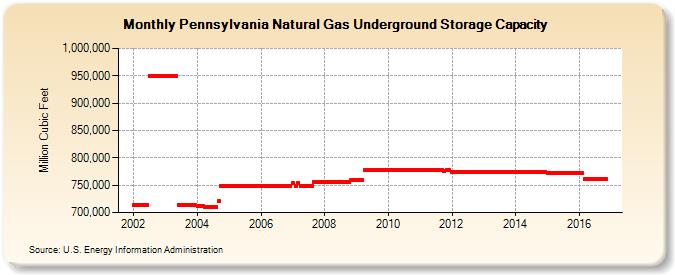 Monthly Pennsylvania Natural Gas Underground Storage Capacity
Million Cubic Feet
1,000,000
950,000
900,000
850,000
800,000
750,000
700,000
2002 2004 2006 2008 2010 2012 2014 2016
Source: U.S. Energy Information Administration